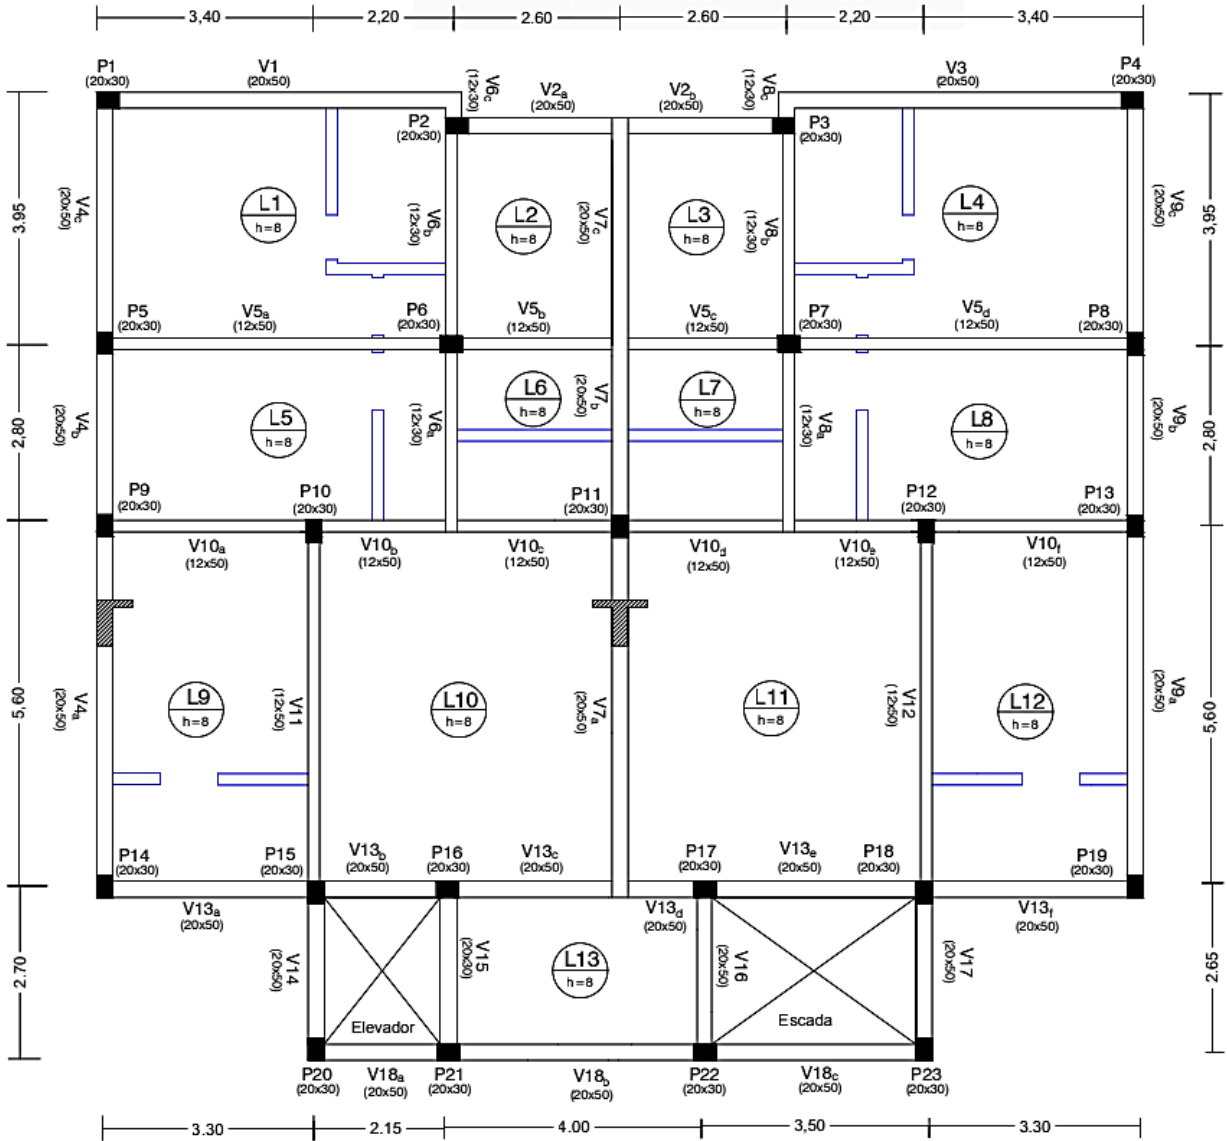 3,40
2,20
2.60
2.60
2,20
3,40
P1
(20x30)
V1
(20x50)
V6c
(12x30)
V2a
(20x50)
V2b
(20x50)
V8c
(12x30)
V3
(20x50)
P4
(20x30)
P2
(20x30)
P3
(20x30)
3.95
V4c
(20x50)
L1
h=8
V6b
(12x30)
L2
h=8
V7c
(20x50)
L3
h=8
V8b
(12x30)
L4
h=8
V9c
(20x50)
3,95
P5
(20x30)
V5a
(12x50)
P6
(20x30)
V5b
(12x50)
V5c
(12x50)
P7
(20x30)
V5d
(12x50)
P8
(20x30)
2,80
V4b
(20x50)
L5
h=8
V6a
(12x30)
L6
h=8
V7b
(20x50)
L7
h=8
V8a
(12x30)
L8
h=8
V9b
(20x50)
2,80
P9
(20x30)
P10
(20x30)
P11
(20x30)
P12
(20x30)
P13
(20x30)
V10a
(12x50)
V10b
(12x50)
V10c
(12x50)
V10d
(12x50)
V10e
(12x50)
V10f
(12x50)
5,60
V4a
(20x50)
L9
h=8
V11
(12x50)
L10
h=8
V7a
(20x50)
L11
h=8
V12
(12x50)
L12
h=8
V9a
(20x50)
5,60
P14
(20x30)
P15
(20x30)
V13b
(20x50)
P16
(20x30)
V13c
(20x50)
P17
(20x30)
V13e
(20x50)
P18
(20x30)
P19
(20x30)
V13a
(20x50)
V13d
(20x50)
V13f
(20x50)
2.70
V14
(20x50)
V15
(20x30)
L13
h=8
V16
(20x50)
V17
(20x50)
2.65
Elevador
Escada
P20
(20x30)
V18a
(20x50)
P21
(20x30)
V18b
(20x50)
P22
(20x30)
V18c
(20x50)
P23
(20x30)
3.30
2.15
4.00
3,50
3.30